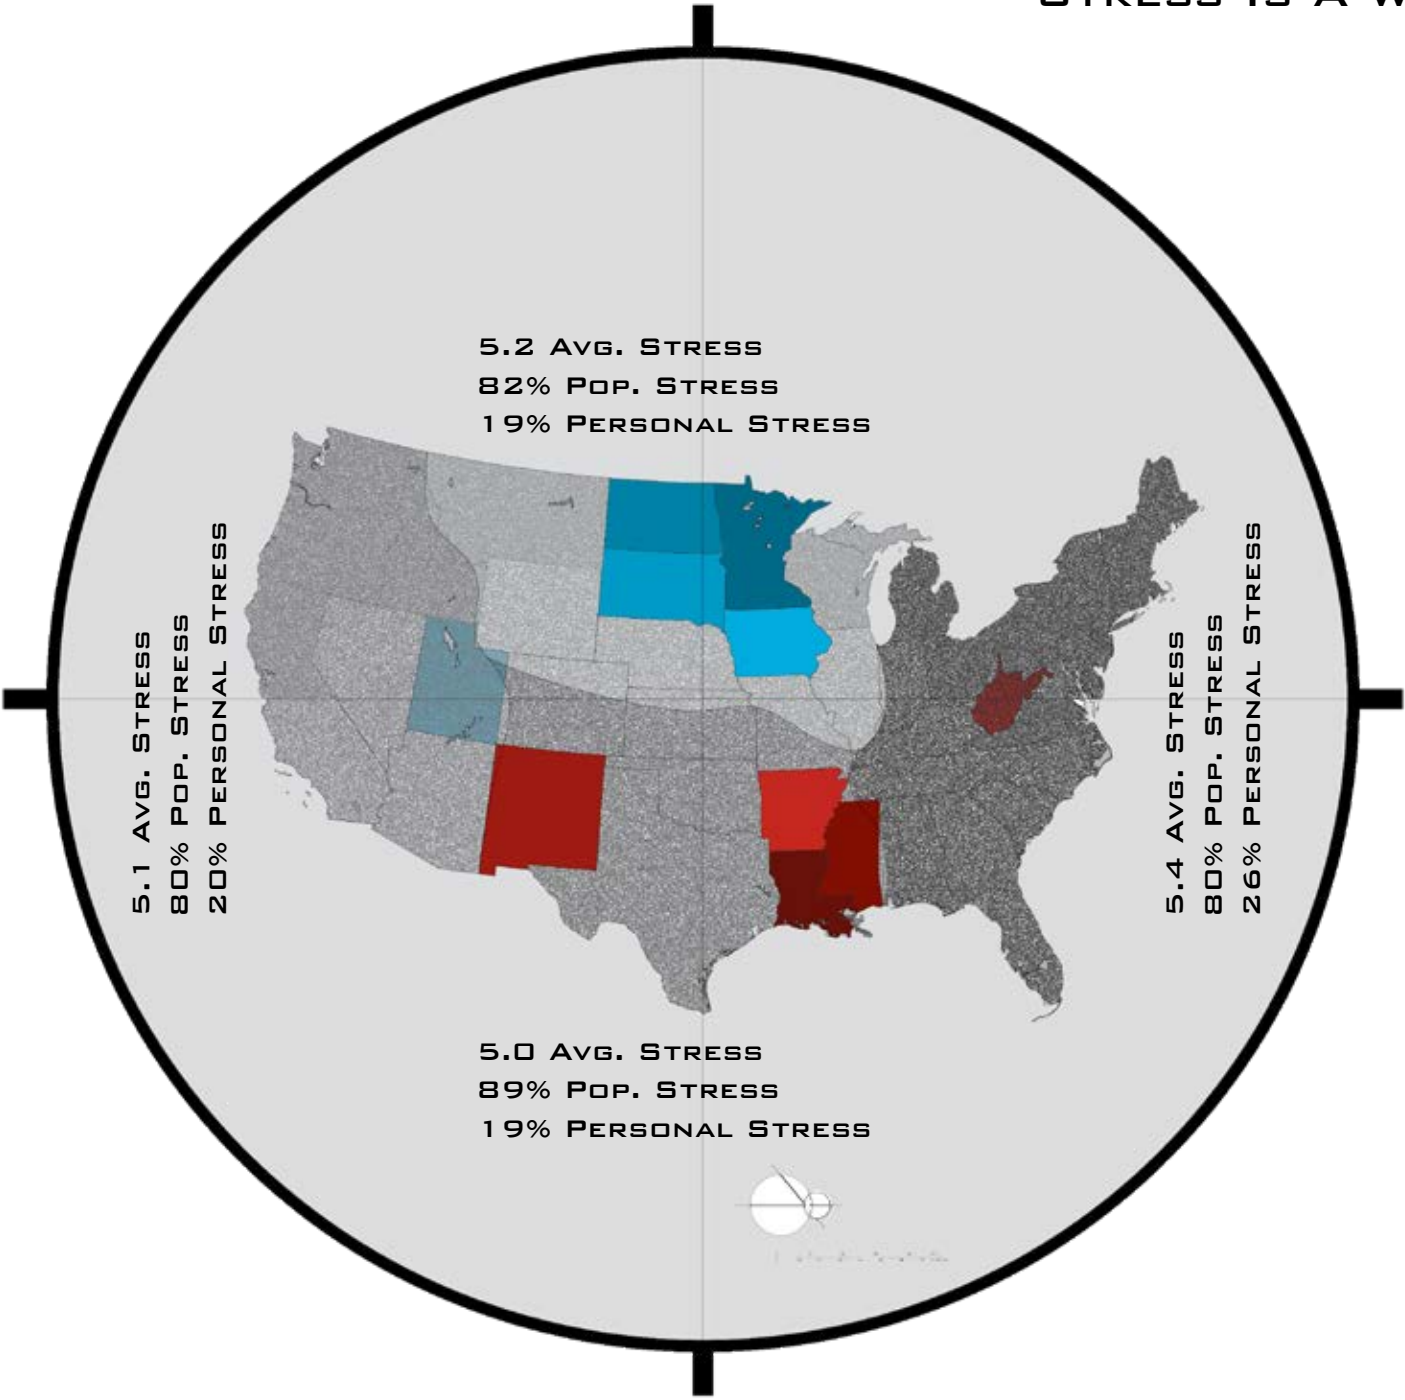 STRESS IS A
5.2 AVG. STRESS
82% POP. STRESS
19% PERSONAL STRESS
5.1 AVG. STRESS
80% POP. STRESS
20% PERSONAL STRESS
5.4 AVG. STRESS
80% POP. STRESS
26% PERSONAL STRESS
5.0 AVG. STRESS
89% POP. STRESS
19% PERSONAL STRESS